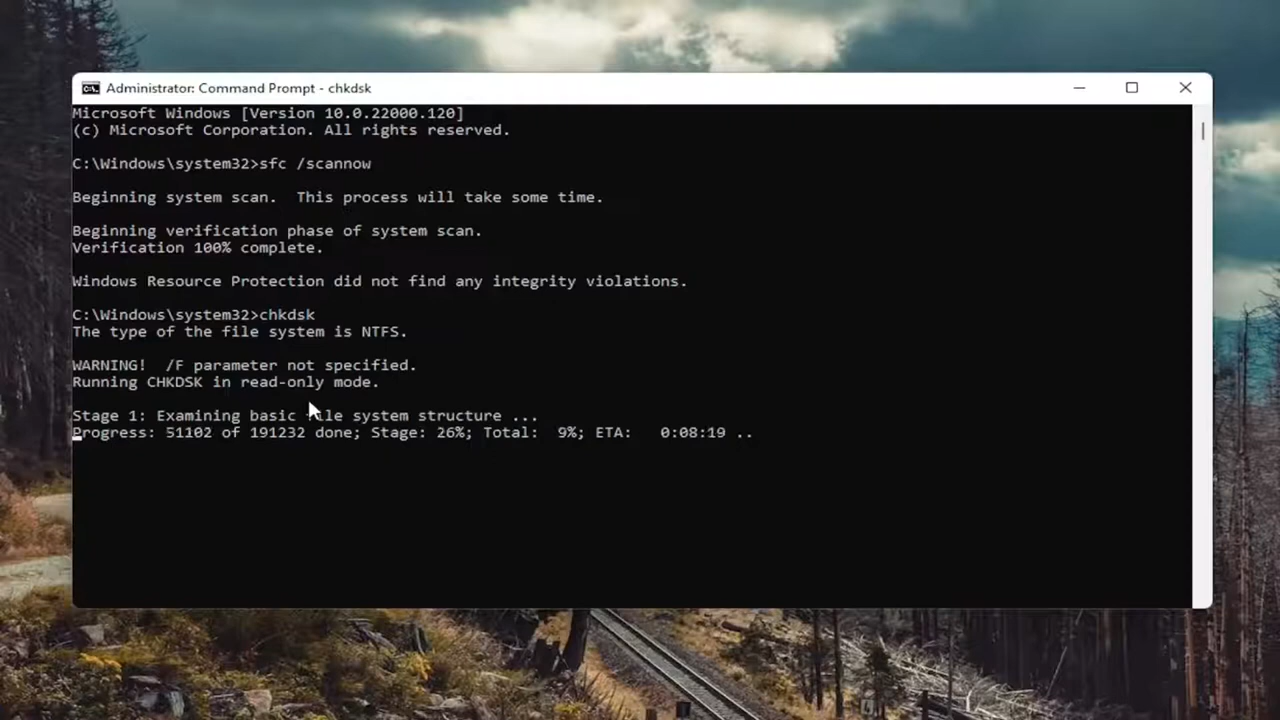 Administrator: Command Prompt - chkdsk
Microsoft Windows [Version 10.0.22000.120]
(c) Microsoft Corporation. All rights reserved.
C:\Windows\system32>sfc /scannow
Beginning system scan.  This process will take some time.
Beginning verification phase of system scan.
Verification 100% complete.
Windows Resource Protection did not find any integrity violations.
C:\Windows\system32>chkdsk
The type of the file system is NTFS.
WARNING!  /F parameter not specified.
Running CHKDSK in read-only mode.
Stage 1: Examining basic file system structure ...
Progress: 51102 of 191232 done; Stage: 26%; Total:  9%; ETA:   0:08:19 ..